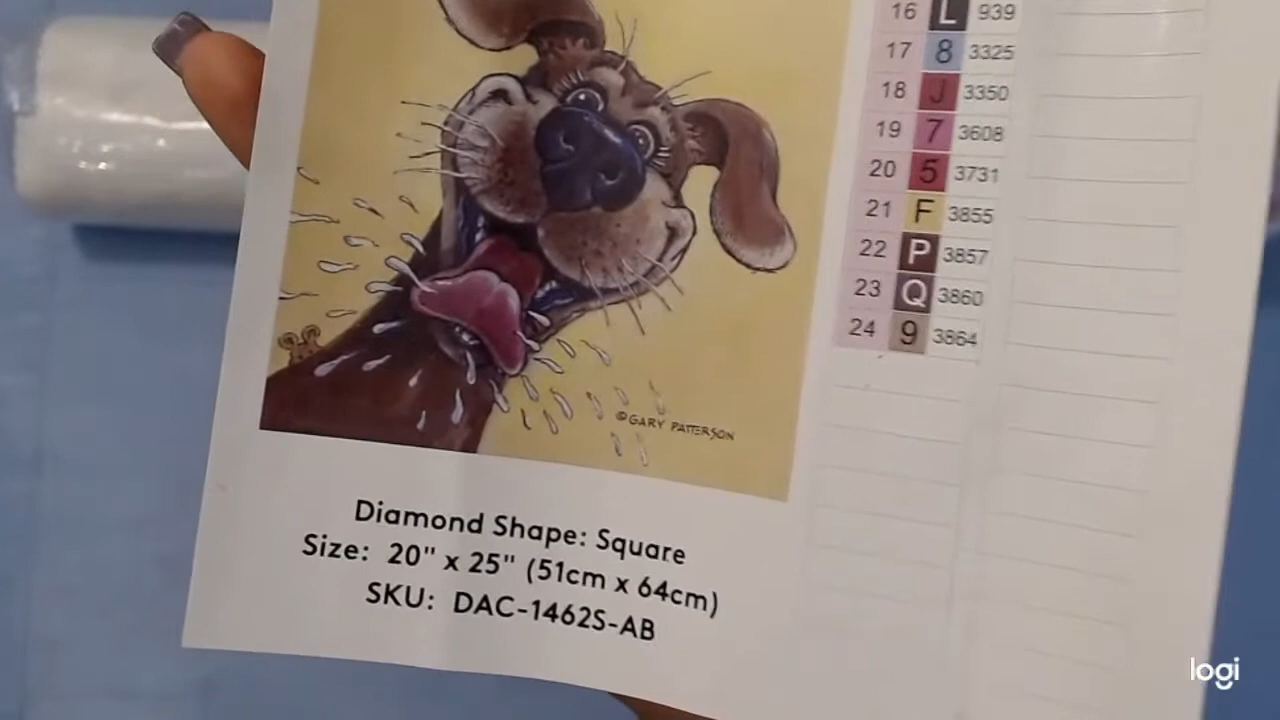 16 L 939
17 8 3325
18 J 3350
19 7 3608
20 5 3731
21 F 3855
22 P 3857
23 Q 3860
24 9 3864
©GARY PATTERSON
Diamond Shape: Square
Size: 20" x 25" (51cm x 64cm)
SKU: DAC-1462S-AB
logi